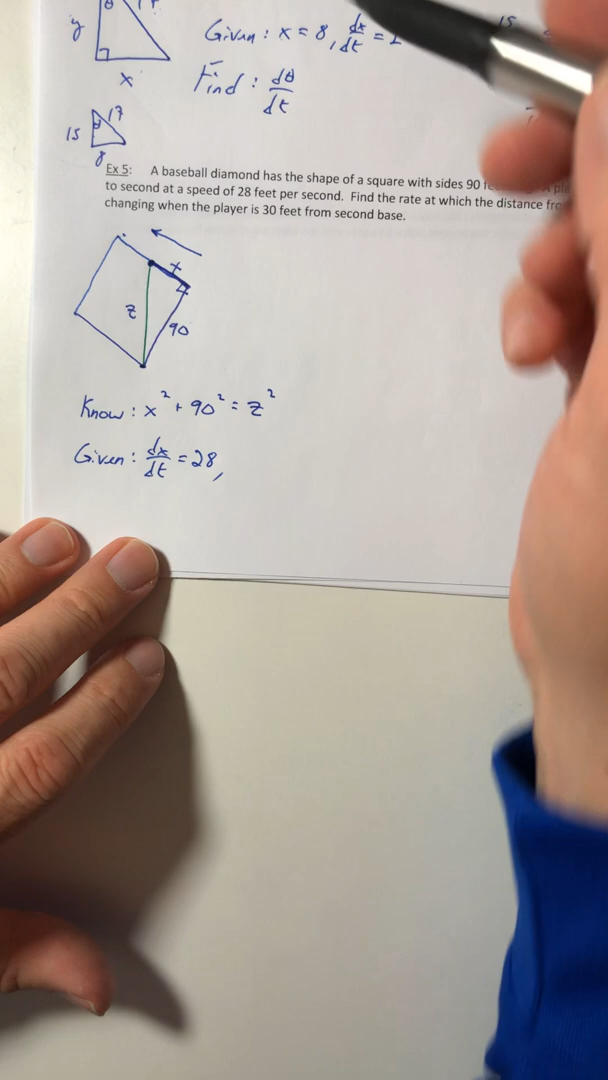 y θ 17 Given : x = 8, dx/dt = 1 15
x Find : dθ/dt
15 θ 17
8
Ex 5: A baseball diamond has the shape of a square with sides 90
to second at a speed of 28 feet per second. Find the rate at which the distance
changing when the player is 30 feet from second base.
x
z
90
Know : x² + 90² = z²
Given : dx/dt = 28,